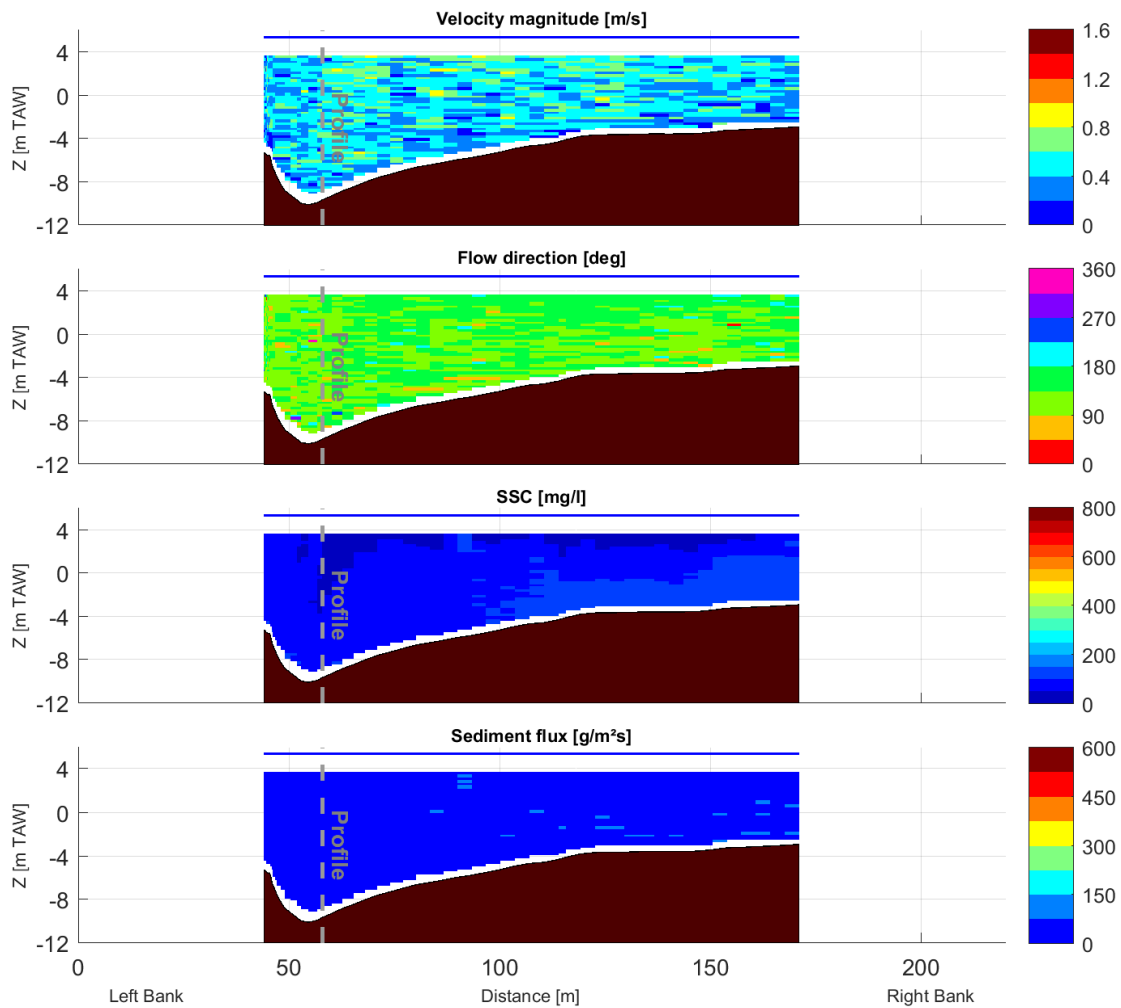 Velocity magnitude [m/s]
Z [m TAW]
4
0
-4
-8
-12
Profile
1.6
1.2
0.8
0.4
0
Flow direction [deg]
Z [m TAW]
4
0
-4
-8
-12
Profile
360
270
180
90
0
SSC [mg/l]
Z [m TAW]
4
0
-4
-8
-12
Profile
800
600
400
200
0
Sediment flux [g/m²s]
Z [m TAW]
4
0
-4
-8
-12
Profile
600
450
300
150
0
0 50 100 150 200
Left Bank Distance [m] Right Bank